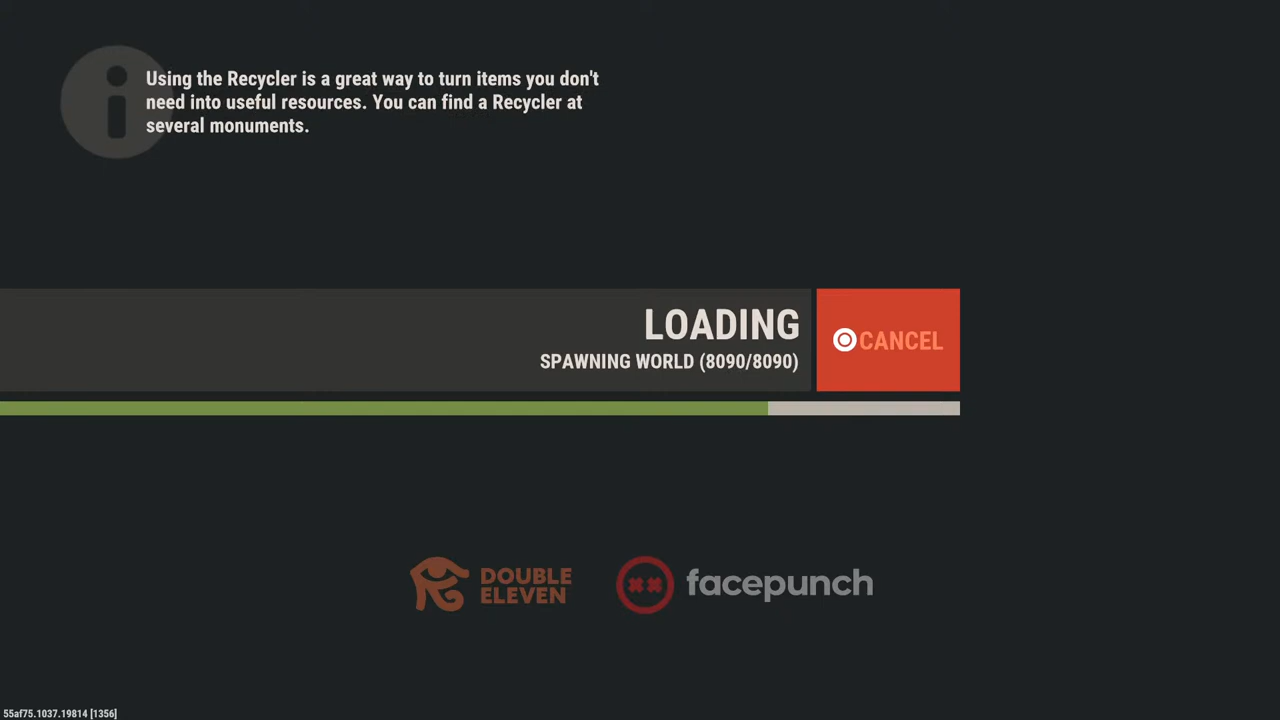 Using the Recycler is a great way to turn items you don't
need into useful resources. You can find a Recycler at
several monuments.
LOADING
SPAWNING WORLD (8090/8090)
CANCEL
DOUBLE
ELEVEN
facepunch
55af75.1037.19814 [1356]